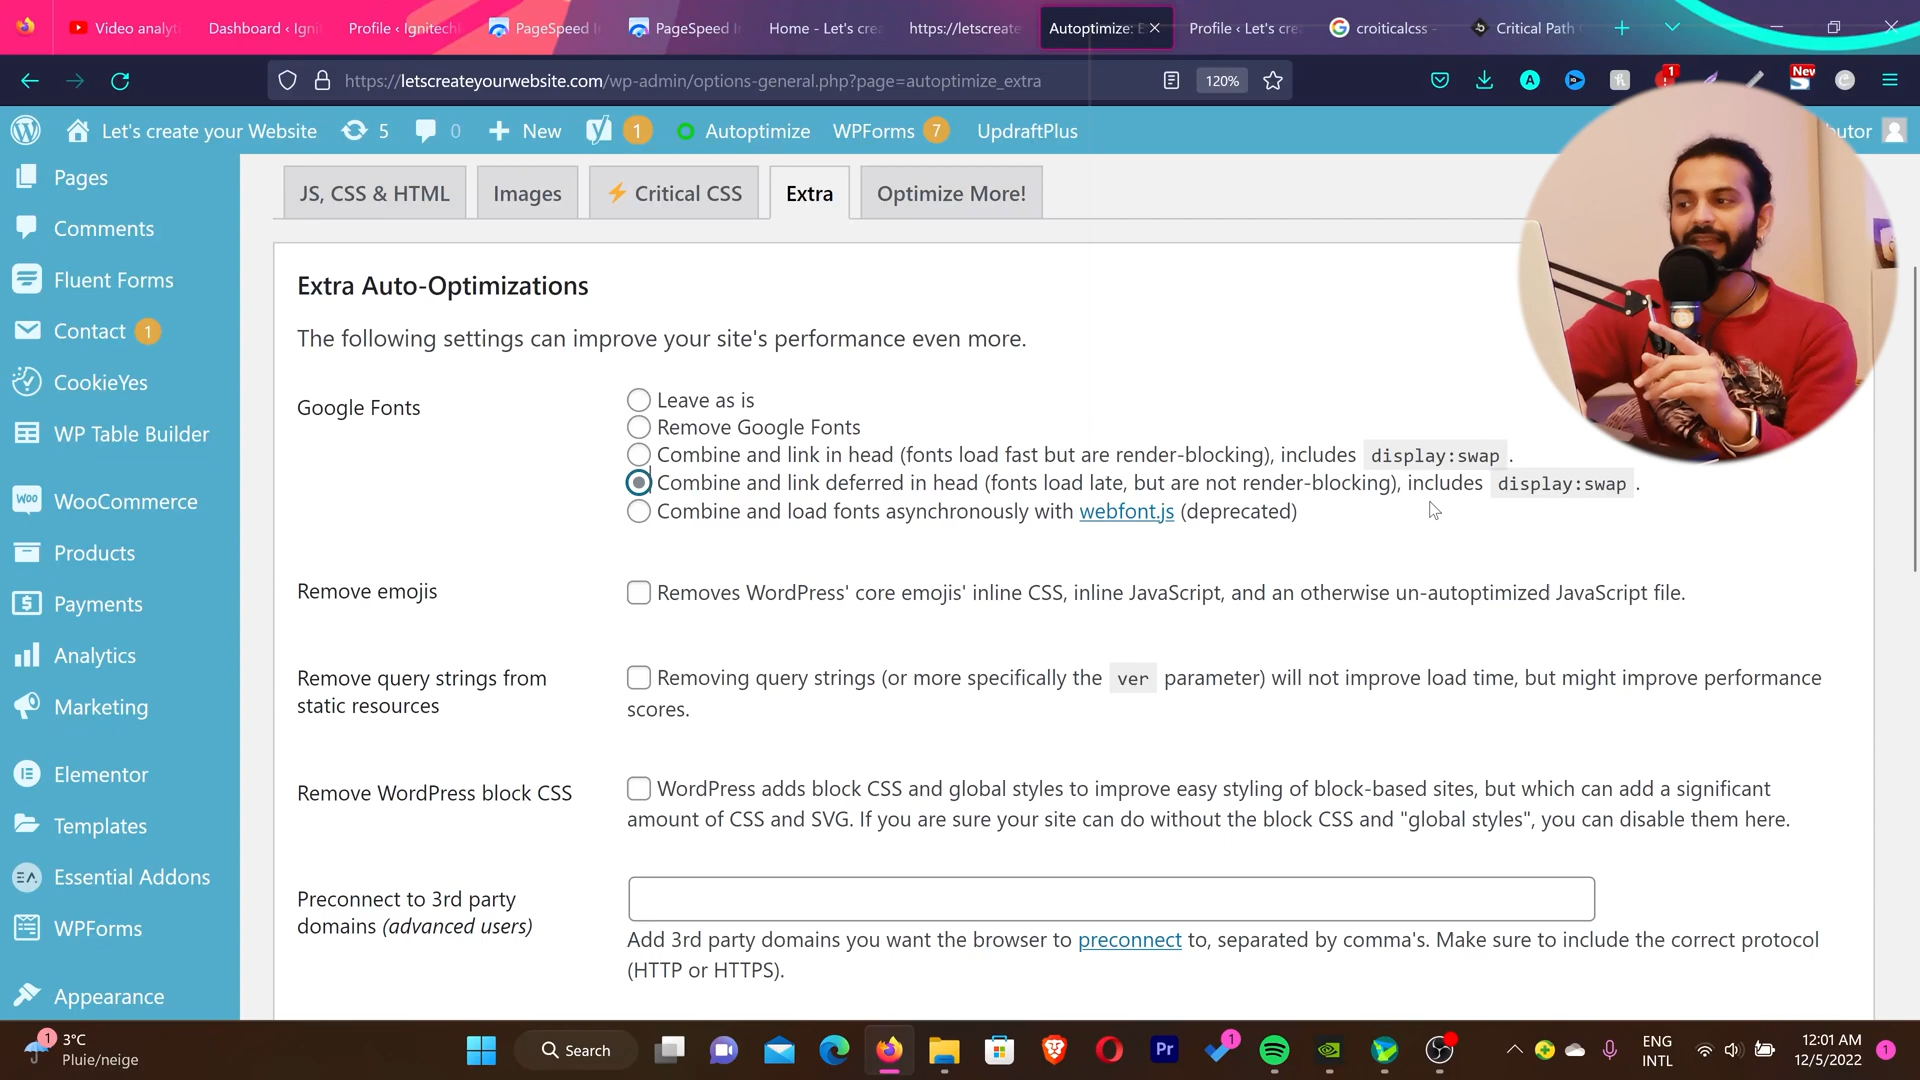 Video analyti
Dashboard ‹ Igni
Profile ‹ Ignitech
PageSpeed I
PageSpeed In
Home - Let's cre
https://letscreate
Autoptimize: E
Profile ‹ Let's cre
croiticalcss -
Critical Path
https://letscreateyourwebsite.com/wp-admin/options-general.php?page=autoptimize_extra
120%
1
New
Let's create your Website
5
0
New
1
Autoptimize
WPForms 7
UpdraftPlus
butor
Pages
Comments
Fluent Forms
Contact 1
CookieYes
WP Table Builder
WooCommerce
Products
Payments
Analytics
Marketing
Elementor
Templates
Essential Addons
WPForms
Appearance
JS, CSS & HTML
Images
Critical CSS
Extra
Optimize More!
Extra Auto-Optimizations
The following settings can improve your site's performance even more.
Google Fonts
Leave as is
Remove Google Fonts
Combine and link in head (fonts load fast but are render-blocking), includes display:swap.
Combine and link deferred in head (fonts load late, but are not render-blocking), includes display:swap.
Combine and load fonts asynchronously with webfont.js (deprecated)
Remove emojis
Removes WordPress' core emojis' inline CSS, inline JavaScript, and an otherwise un-autoptimized JavaScript file.
Remove query strings from
static resources
Removing query strings (or more specifically the ver parameter) will not improve load time, but might improve performance
scores.
Remove WordPress block CSS
WordPress adds block CSS and global styles to improve easy styling of block-based sites, but which can add a significant
amount of CSS and SVG. If you are sure your site can do without the block CSS and "global styles", you can disable them here.
Preconnect to 3rd party
domains (advanced users)
Add 3rd party domains you want the browser to preconnect to, separated by comma's. Make sure to include the correct protocol
(HTTP or HTTPS).
1
3°C
Pluie/neige
Search
Pr
1
ENG
INTL
12:01 AM
12/5/2022
1